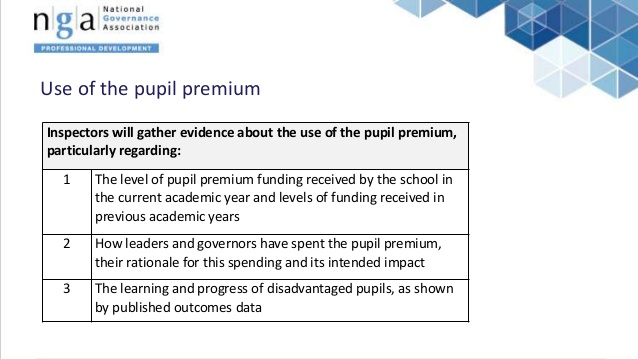 nga National
Governance
Association
PROFESSIONAL DEVELOPMENT
Use of the pupil premium
Inspectors will gather evidence about the use of the pupil premium,
particularly regarding:
1 The level of pupil premium funding received by the school in
the current academic year and levels of funding received in
previous academic years
2 How leaders and governors have spent the pupil premium,
their rationale for this spending and its intended impact
3 The learning and progress of disadvantaged pupils, as shown
by published outcomes data